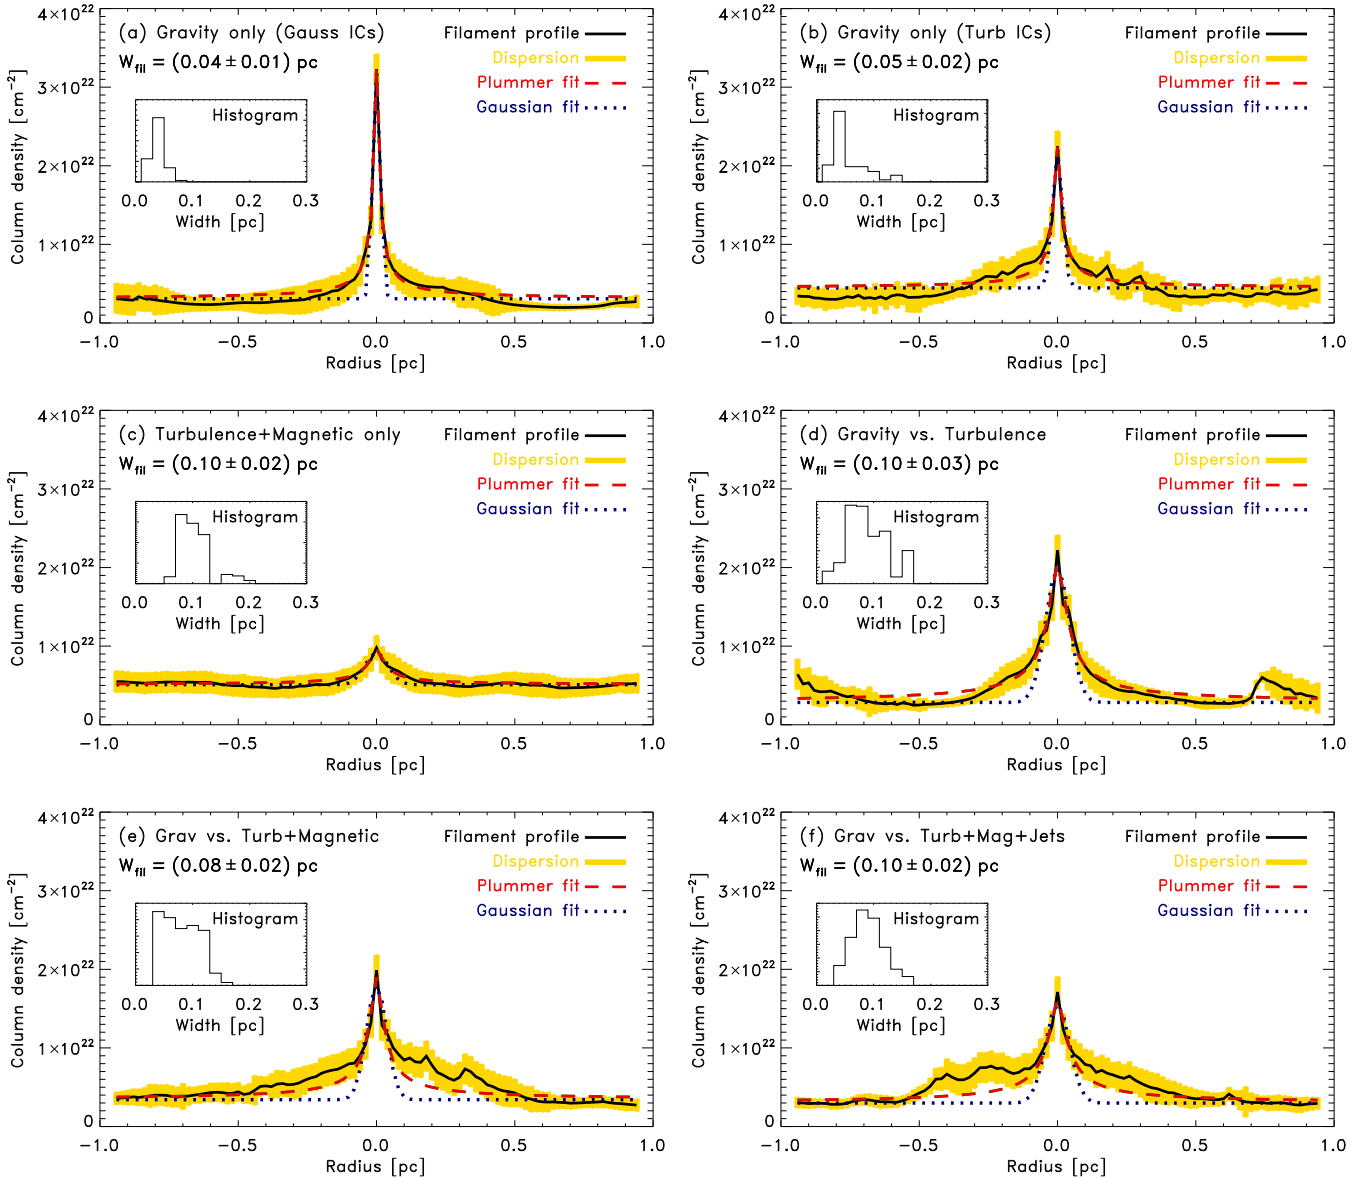 (a) Gravity only (Gauss ICs)
W_fil = (0.04 ± 0.01) pc
Filament profile
Dispersion
Plummer fit
Gaussian fit
Histogram
0.0 0.1 0.2 0.3
Width [pc]
4×10^22
3×10^22
2×10^22
1×10^22
0
Column density [cm^−2]
−1.0 −0.5 0.0 0.5 1.0
Radius [pc]
(b) Gravity only (Turb ICs)
W_fil = (0.05 ± 0.02) pc
Filament profile
Dispersion
Plummer fit
Gaussian fit
Histogram
0.0 0.1 0.2 0.3
Width [pc]
4×10^22
3×10^22
2×10^22
1×10^22
0
Column density [cm^−2]
−1.0 −0.5 0.0 0.5 1.0
Radius [pc]
(c) Turbulence+Magnetic only
W_fil = (0.10 ± 0.02) pc
Filament profile
Dispersion
Plummer fit
Gaussian fit
Histogram
0.0 0.1 0.2 0.3
Width [pc]
4×10^22
3×10^22
2×10^22
1×10^22
0
Column density [cm^−2]
−1.0 −0.5 0.0 0.5 1.0
Radius [pc]
(d) Gravity vs. Turbulence
W_fil = (0.10 ± 0.03) pc
Filament profile
Dispersion
Plummer fit
Gaussian fit
Histogram
0.0 0.1 0.2 0.3
Width [pc]
4×10^22
3×10^22
2×10^22
1×10^22
0
Column density [cm^−2]
−1.0 −0.5 0.0 0.5 1.0
Radius [pc]
(e) Grav vs. Turb+Magnetic
W_fil = (0.08 ± 0.02) pc
Filament profile
Dispersion
Plummer fit
Gaussian fit
Histogram
0.0 0.1 0.2 0.3
Width [pc]
4×10^22
3×10^22
2×10^22
1×10^22
0
Column density [cm^−2]
−1.0 −0.5 0.0 0.5 1.0
Radius [pc]
(f) Grav vs. Turb+Mag+Jets
W_fil = (0.10 ± 0.02) pc
Filament profile
Dispersion
Plummer fit
Gaussian fit
Histogram
0.0 0.1 0.2 0.3
Width [pc]
4×10^22
3×10^22
2×10^22
1×10^22
0
Column density [cm^−2]
−1.0 −0.5 0.0 0.5 1.0
Radius [pc]